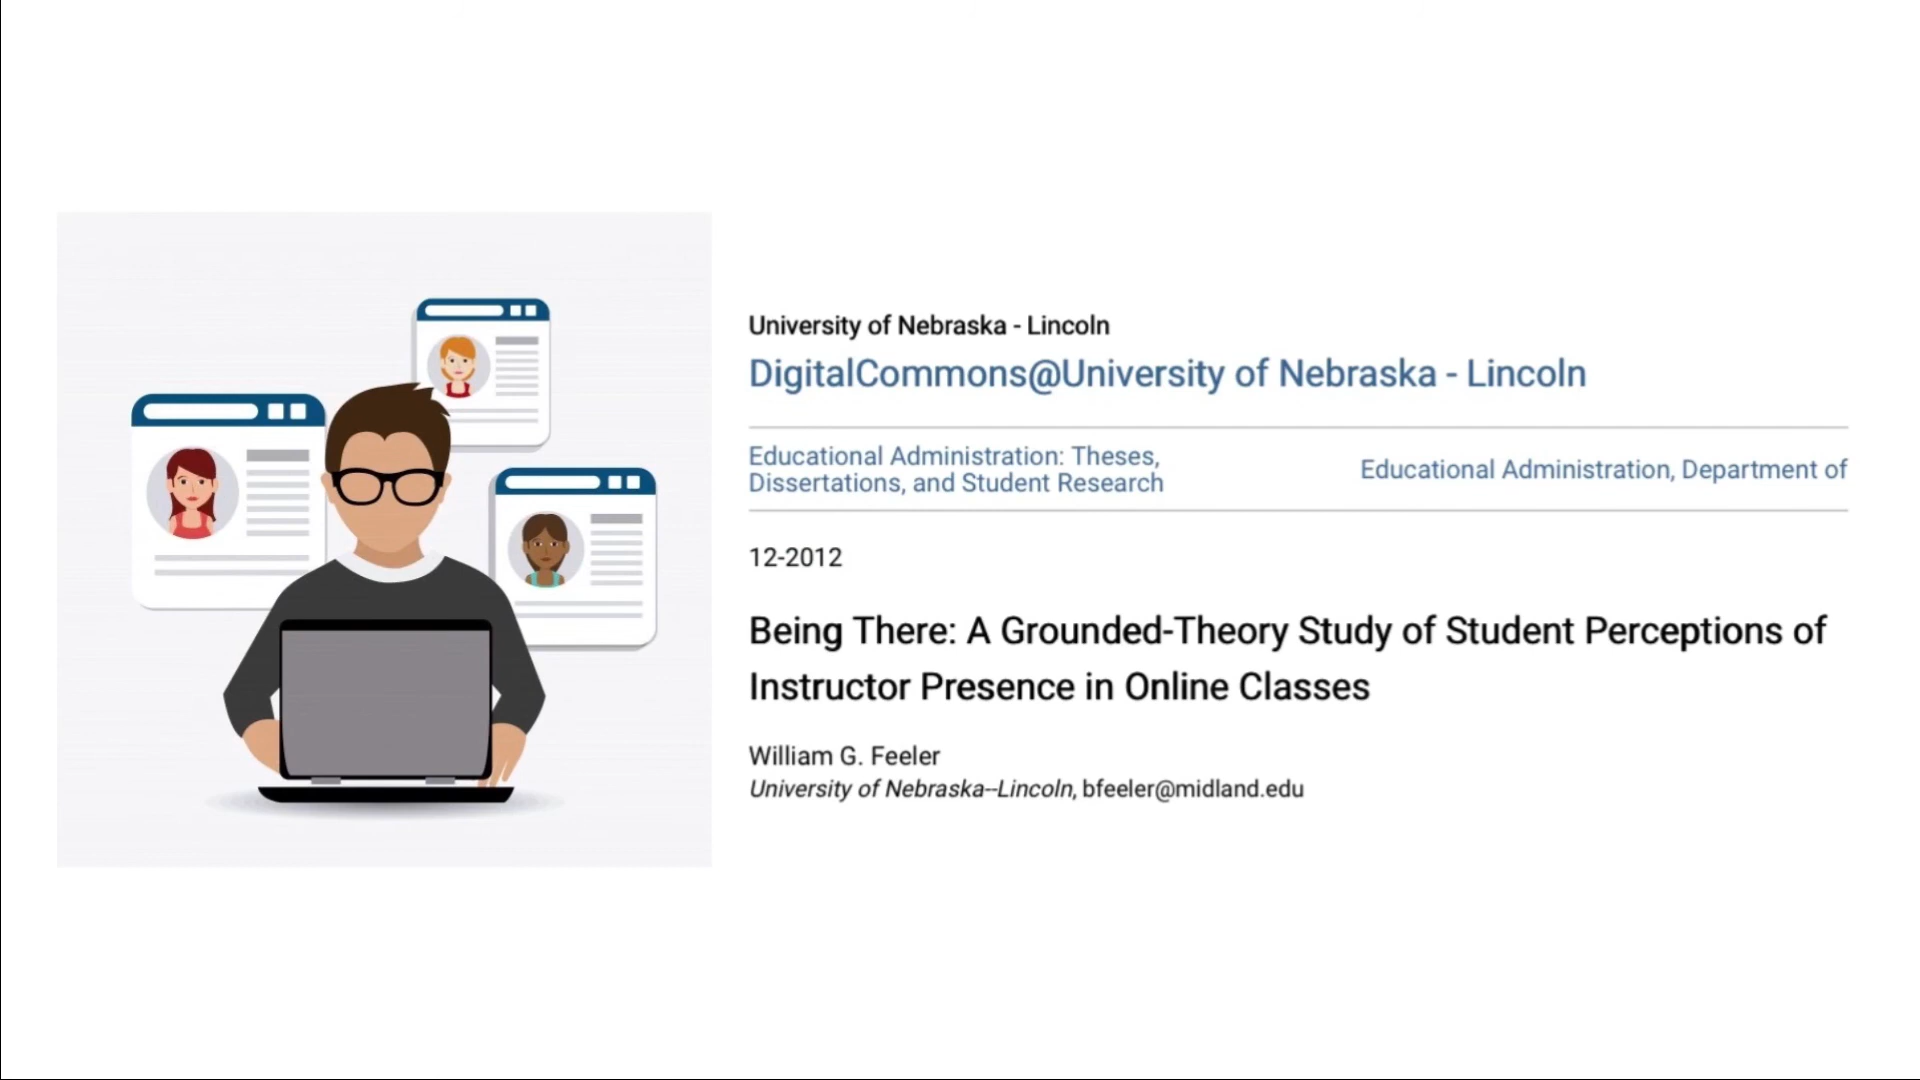 University of Nebraska - Lincoln
DigitalCommons@University of Nebraska - Lincoln
Educational Administration: Theses,
Dissertations, and Student Research
Educational Administration, Department of
12-2012
Being There: A Grounded-Theory Study of Student Perceptions of
Instructor Presence in Online Classes
William G. Feeler
University of Nebraska--Lincoln, bfeeler@midland.edu